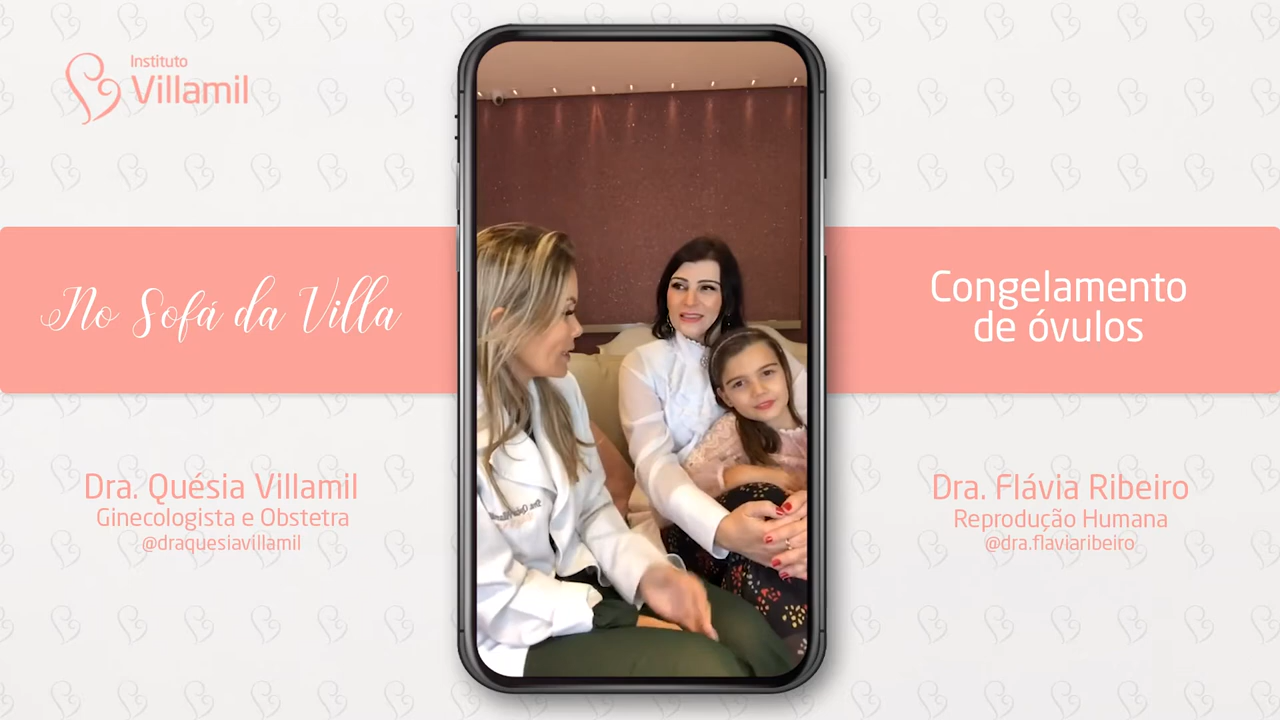 Instituto
Villamil
No Sofá da Villa
Congelamento
de óvulos
Dra. Quésia Villamil
Ginecologista e Obstetra
@draquesiavillamil
Dra. Flávia Ribeiro
Reprodução Humana
@dra.flaviaribeiro